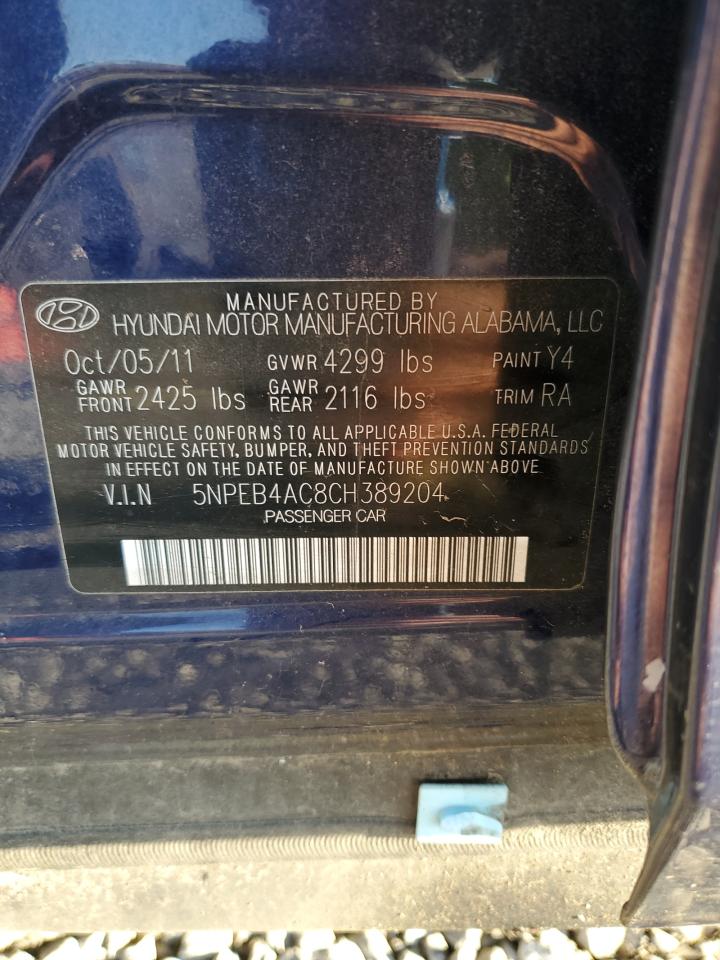 MANUFACTURED BY
HYUNDAI MOTOR MANUFACTURING ALABAMA, LLC
Oct/05/11 GVWR 4299 lbs PAINT Y4
GAWR FRONT 2425 lbs GAWR REAR 2116 lbs TRIM RA
THIS VEHICLE CONFORMS TO ALL APPLICABLE U.S.A. FEDERAL
MOTOR VEHICLE SAFETY, BUMPER, AND THEFT PREVENTION STANDARDS
IN EFFECT ON THE DATE OF MANUFACTURE SHOWN ABOVE
V.I.N 5NPEB4AC8CH389204
PASSENGER CAR